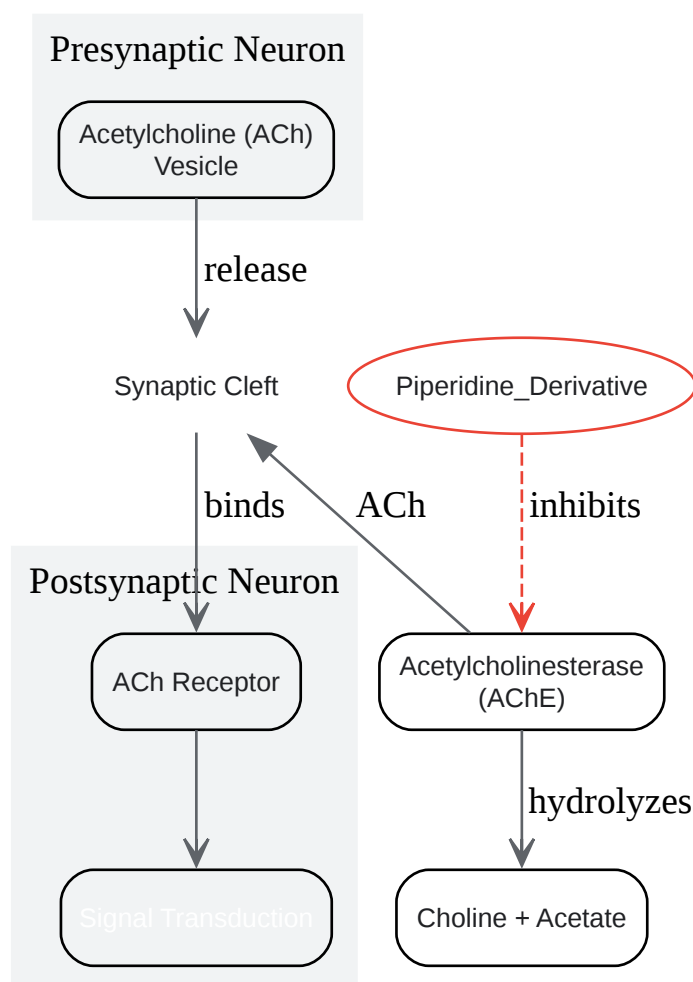 Presynaptic Neuron
Acetylcholine (ACh)
Vesicle
release
Synaptic Cleft
Piperidine_Derivative
binds
ACh
inhibits
Postsynaptic Neuron
ACh Receptor
Acetylcholinesterase
(AChE)
hydrolyzes
Signal Transduction
Choline + Acetate